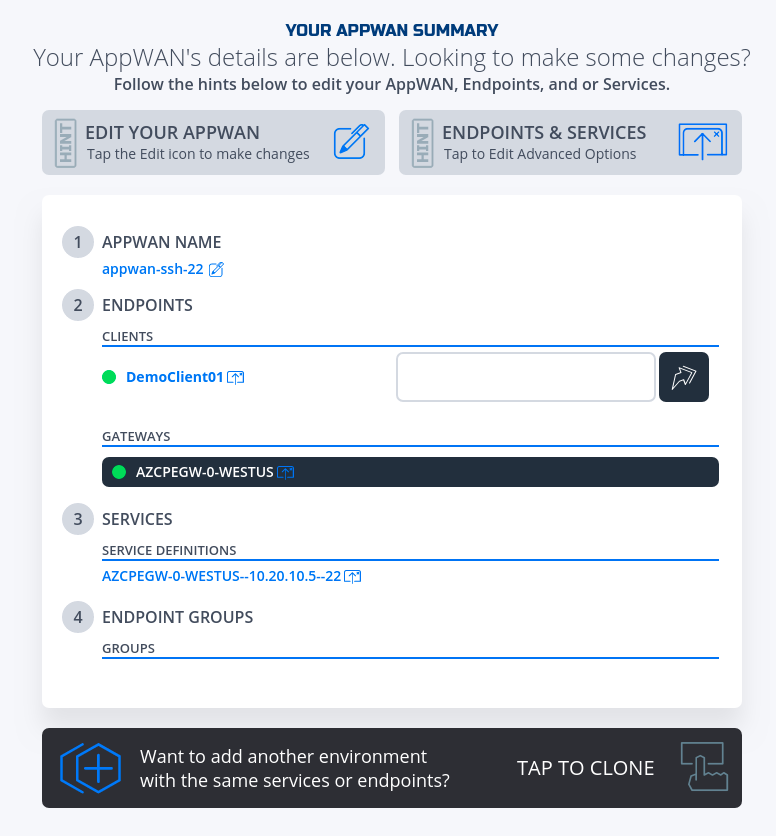 YOUR APPWAN SUMMARY
Your AppWAN's details are below. Looking to make some changes?
Follow the hints below to edit your AppWAN, Endpoints, and or Services.
HINT
EDIT YOUR APPWAN
Tap the Edit icon to make changes
HINT
ENDPOINTS & SERVICES
Tap to Edit Advanced Options
1 APPWAN NAME
appwan-ssh-22
2 ENDPOINTS
CLIENTS
DemoClient01
GATEWAYS
AZCPEGW-0-WESTUS
3 SERVICES
SERVICE DEFINITIONS
AZCPEGW-0-WESTUS--10.20.10.5--22
4 ENDPOINT GROUPS
GROUPS
Want to add another environment
with the same services or endpoints?
TAP TO CLONE